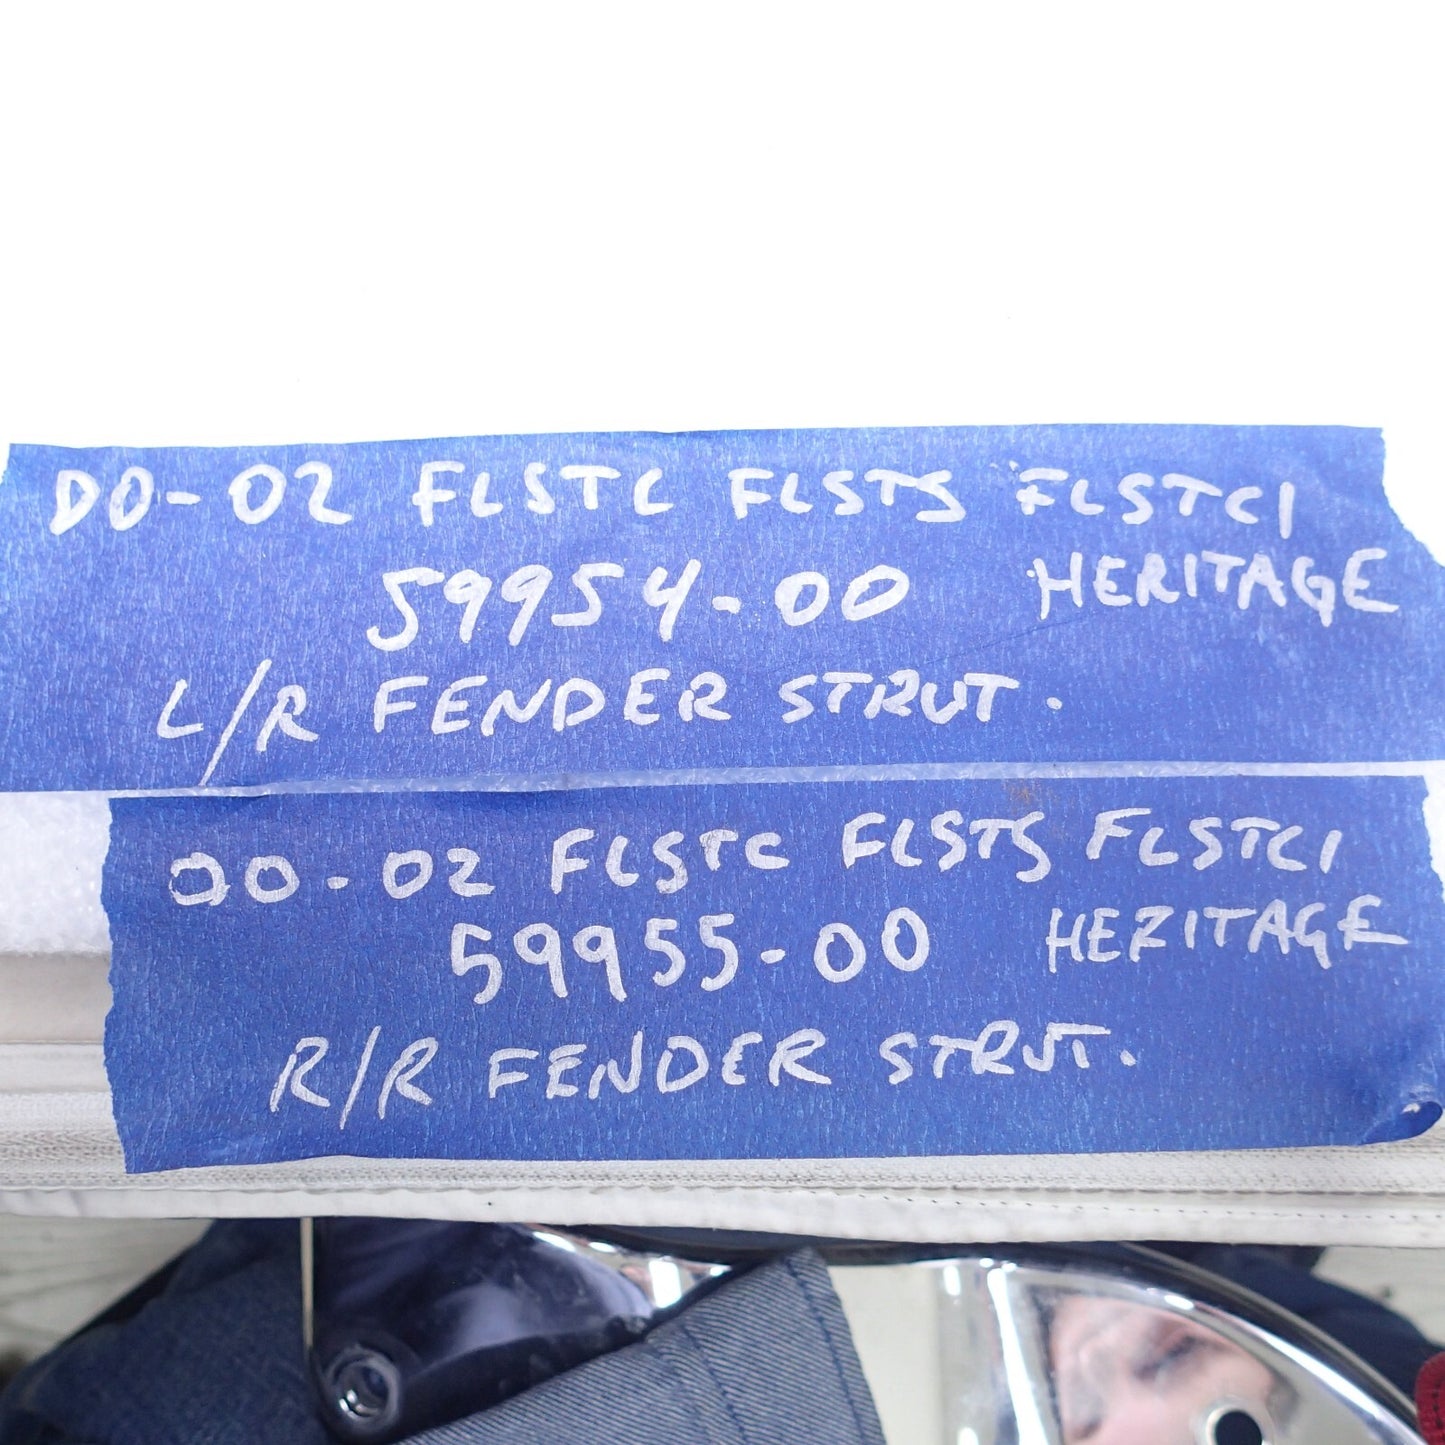 00-02 FLSTC FLSTS FLSTCI
59954-00 HERITAGE
L/R FENDER STRUT.
00-02 FLSTC FLSTS FLSTCI
59955-00 HERITAGE
R/R FENDER STRUT.